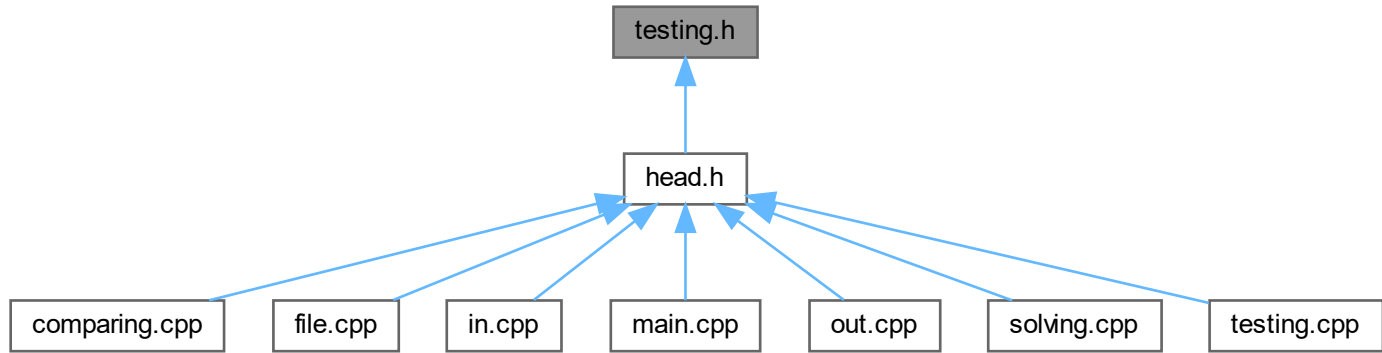 testing.h
head.h
comparing.cpp
file.cpp
in.cpp
main.cpp
out.cpp
solving.cpp
testing.cpp